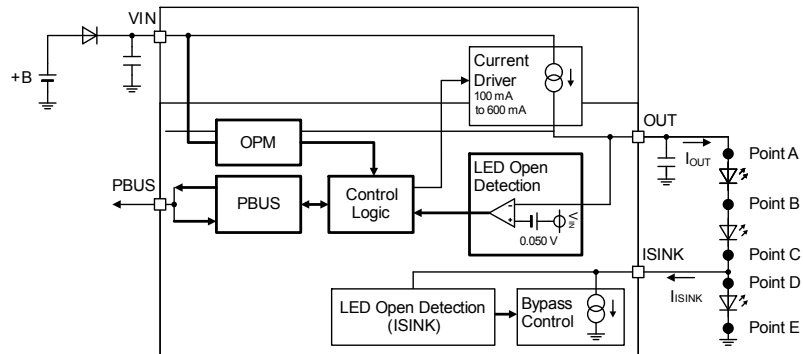 VIN
+B
Current
Driver
100 mA
to 600 mA
OUT
OPM
IOUT
Point A
LED Open
Detection
PBUS
PBUS
Control
Logic
-
+
VIN
0.050 V
Point B
ISINK
Point C
Point D
IISINK
LED Open Detection
(ISINK)
Bypass
Control
Point E